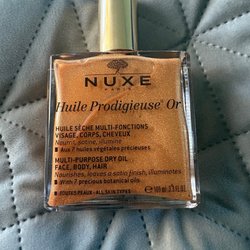 NUXE
PARIS
Huile Prodigieuse® Or
HUILE SÈCHE MULTI-FONCTIONS
VISAGE, CORPS, CHEVEUX
Nourrit, satine, illumine
Aux 7 huiles végétales précieuses
MULTI-PURPOSE DRY OIL
FACE, BODY, HAIR
Nourishes, leaves a satin finish, illuminates
With 7 precious botanical oils
TOUTES PEAUX - ALL SKIN TYPES
100 ml 3.3 fl.oz.